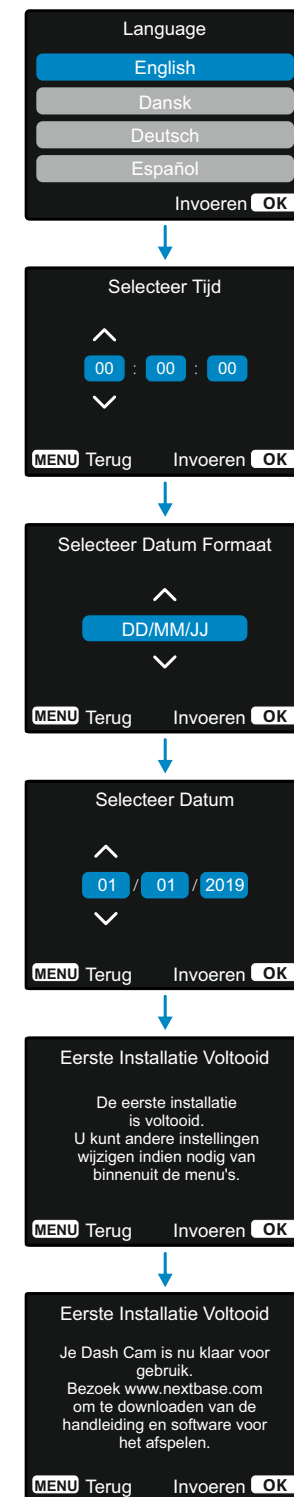 Language
English
Dansk
Deutsch
Español
Invoeren OK
Selecteer Tijd
00 : 00 : 00
MENU Terug Invoeren OK
Selecteer Datum Formaat
DD/MM/JJ
MENU Terug Invoeren OK
Selecteer Datum
01 / 01 / 2019
MENU Terug Invoeren OK
Eerste Installatie Voltooid
De eerste installatie
is voltooid.
U kunt andere instellingen
wijzigen indien nodig van
binnenuit de menu's.
MENU Terug Invoeren OK
Eerste Installatie Voltooid
Je Dash Cam is nu klaar voor
gebruik.
Bezoek www.nextbase.com
om te downloaden van de
handleiding en software voor
het afspelen.
MENU Terug Invoeren OK